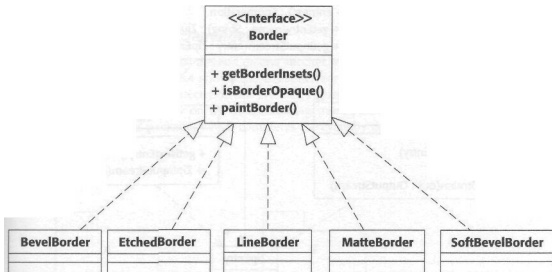 <<Interface>>
Border
+ getBorderInsets()
+ isBorderOpaque()
+ paintBorder()
BevelBorder
EtchedBorder
LineBorder
MatteBorder
SoftBevelBorder